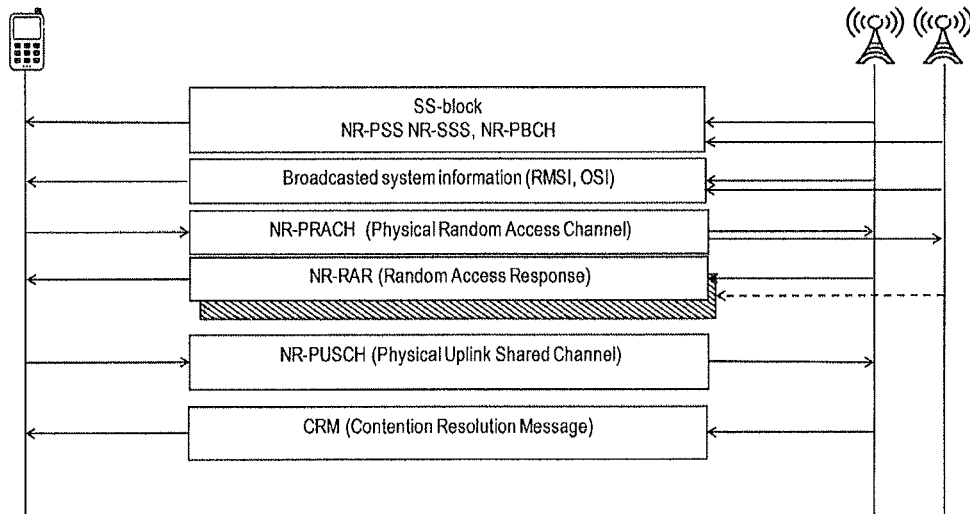 SS-block
NR-PSS NR-SSS, NR-PBCH
Broadcasted system information (RMSI, OSI)
NR-PRACH (Physical Random Access Channel)
NR-RAR (Random Access Response)
NR-PUSCH (Physical Uplink Shared Channel)
CRM (Contention Resolution Message)